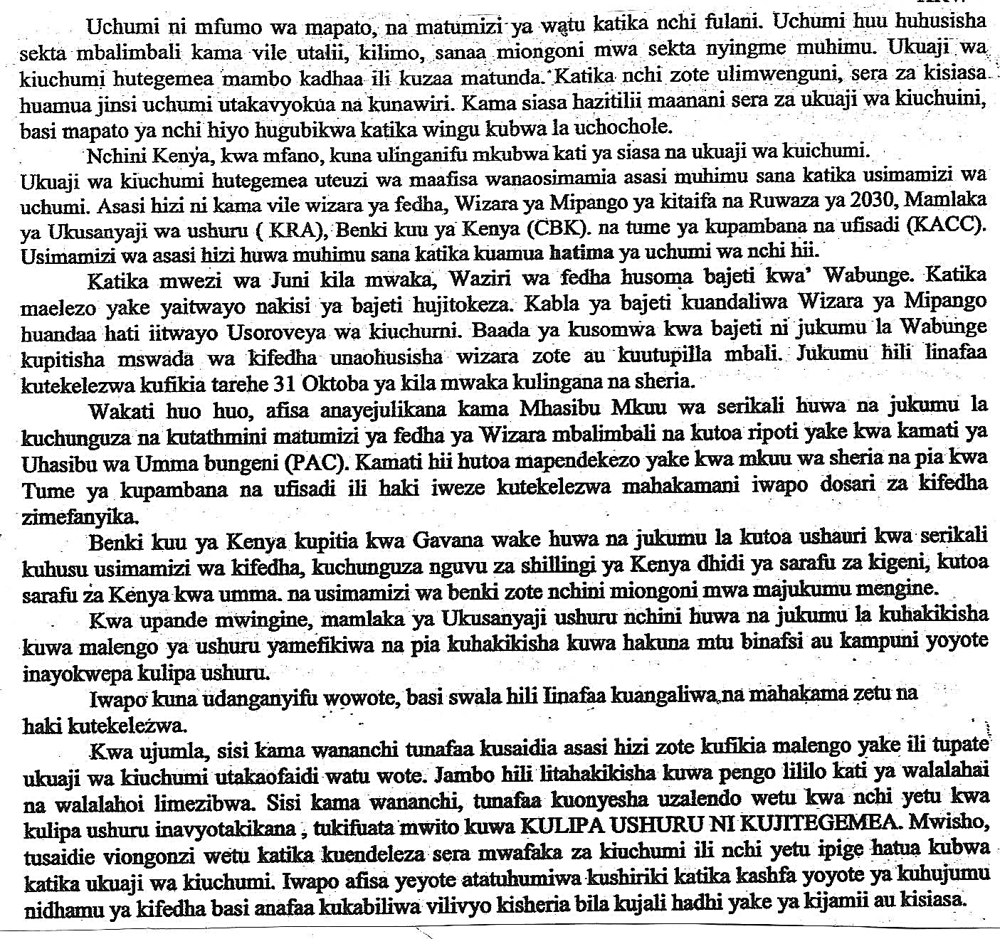 Uchumi ni mfumo wa mapato, na matumizi ya watu katika nchi fulani. Uchumi huu huhusisha
sekta mbalimbali kama vile utalii, kilimo, sanaa miongoni mwa sekta nyingme muhimu. Ukuaji wa
kiuchumi hutegemea mambo kadhaa ili kuzaa matunda. Katika nchi zote ulimwenguni, sera za kisiasa
huamua jinsi uchumi utakavyokua na kunawiri. Kama siasa hazitilii maanani sera za ukuaji wa kiuchuini,
basi mapato ya nchi hiyo hugubikwa katika wingu kubwa la uchochole.
Nchini Kenya, kwa mfano, kuna ulinganifu mkubwa kati ya siasa na ukuaji wa kuichumi.
Ukuaji wa kiuchumi hutegemea uteuzi wa maafisa wanaosimamia asasi muhimu sana katika usimamizi wa
uchumi. Asasi hizi ni kama vile wizara ya fedha, Wizara ya Mipango ya kitaifa na Ruwaza ya 2030, Mamlaka
ya Ukusanyaji wa ushuru ( KRA), Benki kuu ya Kenya (CBK). na tume ya kupambana na ufisadi (KACC).
Usimamizi wa asasi hizi huwa muhimu sana katika kuamua hatima ya uchumi wa nchi hii.
Katika mwezi wa Juni kila mwaka, Waziri wa fedha husoma bajeti kwa’ Wabunge. Katika
maelezo yake yaitwayo nakisi ya bajeti hujitokeza. Kabla ya bajeti kuandaliwa Wizara ya Mipango
huandaa hati iitwayo Usoroveya wa kiuchumi. Baada ya kusomwa kwa bajeti ni jukumu la Wabunge
kupitisha mswada wa kifedha unaohusisha wizara zote au kuutupilla mbali. Jukumu hili linafaa
kutekelezwa kufikia tarehe 31 Oktoba ya kila mwaka kulingana na sheria.
Wakati huo huo, afisa anayejulikana kama Mhasibu Mkuu wa serikali huwa na jukumu la
kuchunguza na kutathmini matumizi ya fedha ya Wizara mbalimbali na kutoa ripoti yake kwa kamati ya
Uhasibu wa Umma bungeni (PAC). Kamati hii hutoa mapendekezo yake kwa mkuu wa sheria na pia kwa
Tume ya kupambana na ufisadi ili haki iweze kutekelezwa mahakamani iwapo dosari za kifedha
zimefanyika.
Benki kuu ya Kenya kupitia kwa Gavana wake huwa na jukumu la kutoa ushauri kwa serikali
kuhusu usimamizi wa kifedha, kuchunguza nguvu za shillingi ya Kenya dhidi ya sarafu za kigeni, kutoa
sarafu za Kenya kwa umma. na usimamizi wa benki zote nchini miongoni mwa majukumu mengine.
Kwa upande mwingine, mamlaka ya Ukusanyaji ushuru nchini huwa na jukumu la kuhakikisha
kuwa malengo ya ushuru yamefikiwa na pia kuhakikisha kuwa hakuna mtu binafsi au kampuni yoyote
inayokwepa kulipa ushuru.
Iwapo kuna udanganyifu wowote, basi swala hili Iinafaa kuangaliwa na mahakama zetu na
haki kutekelezwa.
Kwa ujumla, sisi kama wananchi tunafaa kusaidia asasi hizi zote kufikia malengo yake ili tupate
ukuaji wa kiuchumi utakaofaidi watu wote. Jambo hili litahakikisha kuwa pengo lililo kati ya walalahai
na walalahoi limezibwa. Sisi kama wananchi, tunafaa kuonyesha uzalendo wetu kwa nchi yetu kwa
kulipa ushuru inavyotakikana , tukifuata mwito kuwa KULIPA USHURU NI KUJITEGEMEA. Mwisho,
tusaidie viongonzi wetu katika kuendeleza sera mwafaka za kiuchumi ili nchi yetu ipige hatua kubwa
katika ukuaji wa kiuchumi. Iwapo afisa yeyote atatuhumiwa kushiriki katika kashfa yoyote ya kuhujumu
nidhamu ya kifedha basi anafaa kukabiliwa vilivyo kisheria bila kujali hadhi yake ya kijamii au kisiasa.